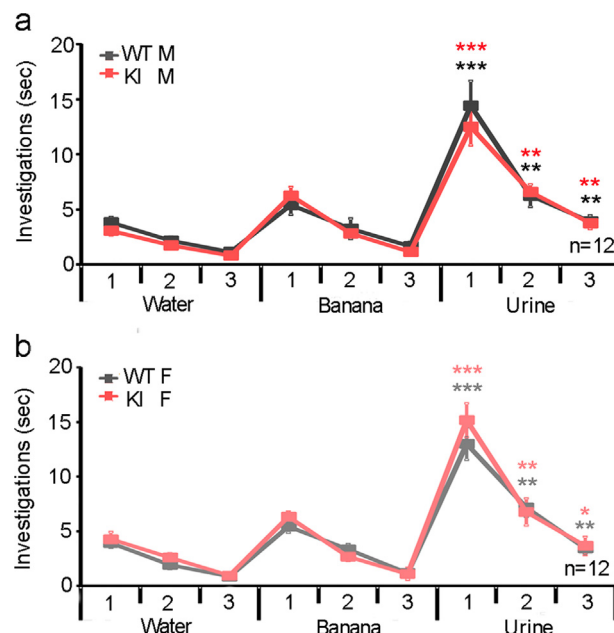 a
Investigations (sec)
20
15
10
5
0
WT M
KI M
***
***
**
**
**
**
n=12
1 2 3 1 2 3 1 2 3
Water Banana Urine
b
Investigations (sec)
20
15
10
5
0
WT F
KI F
***
***
**
**
*
**
n=12
1 2 3 1 2 3 1 2 3
Water Banana Urine